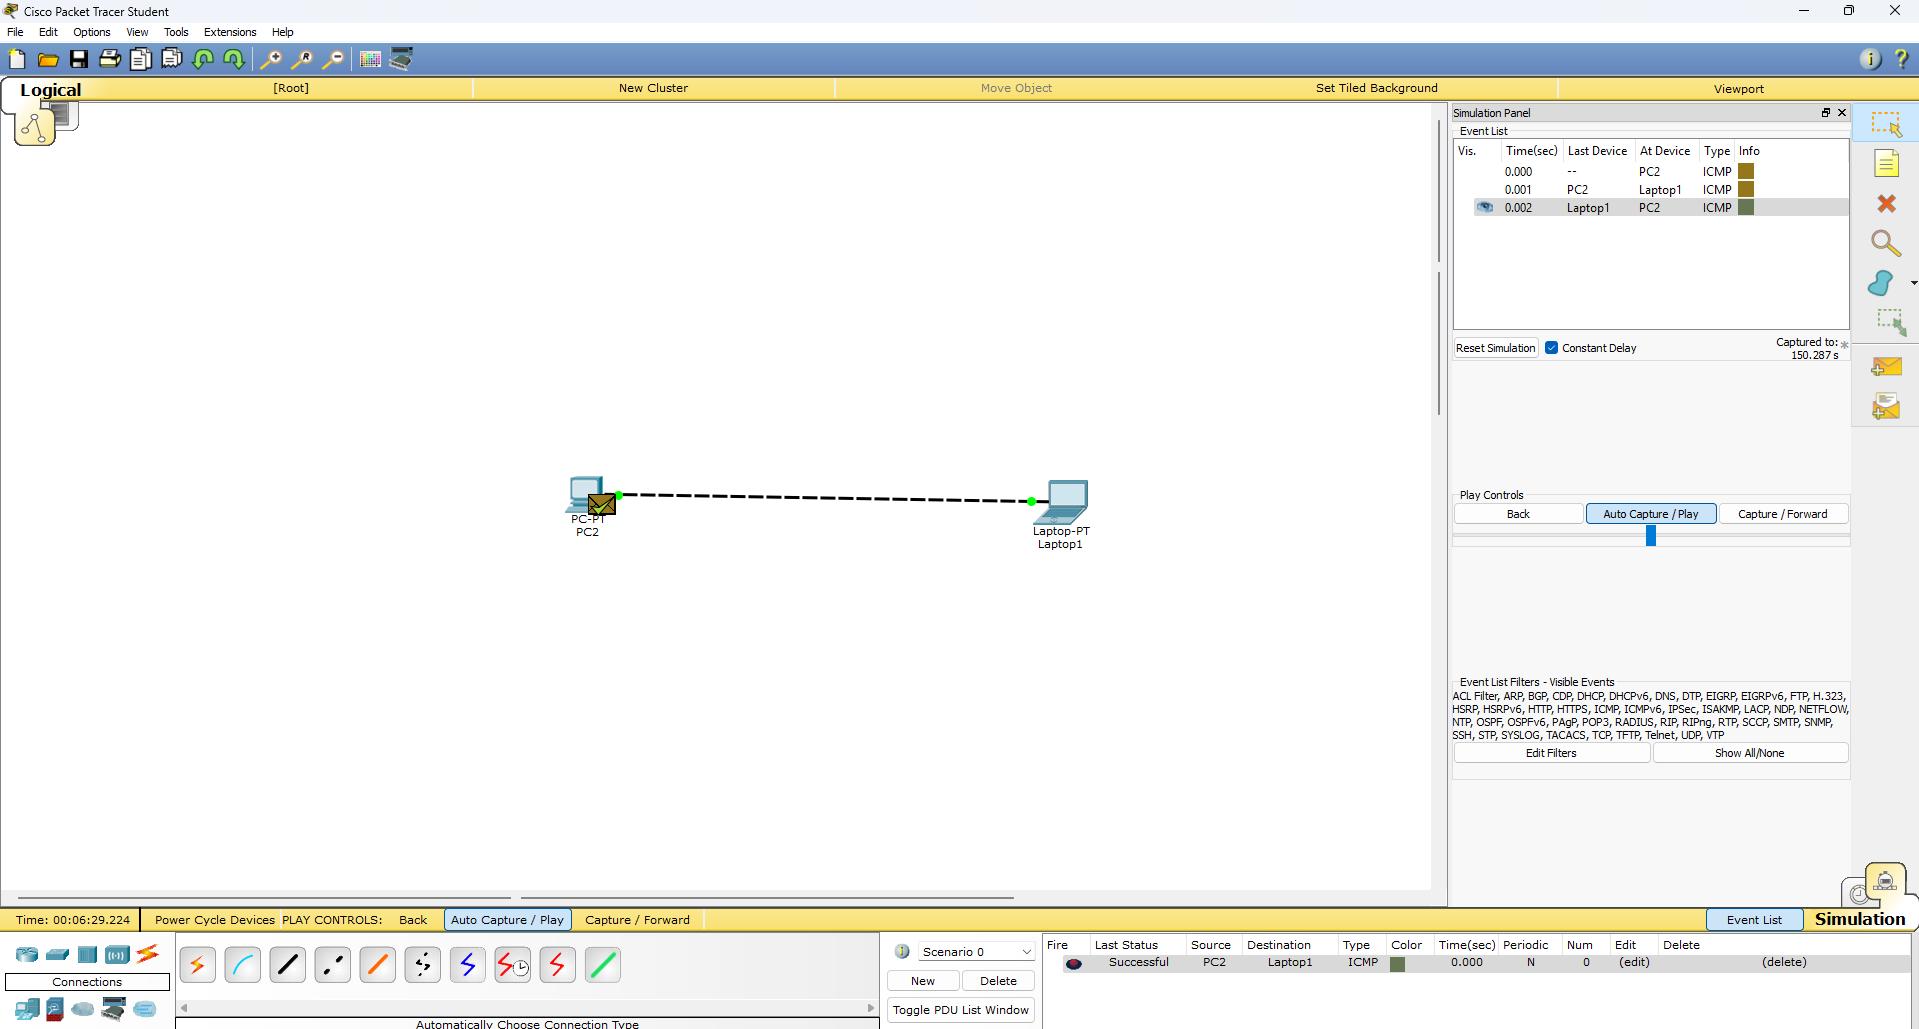 Cisco Packet Tracer Student
File Edit Options View Tools Extensions Help
Logical [Root] New Cluster Move Object Set Tiled Background Viewport
Simulation Panel
Event List
Vis. Time(sec) Last Device At Device Type Info
0.000 -- PC2 ICMP
0.001 PC2 Laptop1 ICMP
0.002 Laptop1 PC2 ICMP
Reset Simulation Constant Delay Captured to: *
150.287 s
PC-PT
PC2
Laptop-PT
Laptop1
Play Controls
Back Auto Capture / Play Capture / Forward
Event List Filters - Visible Events
ACL Filter, ARP, BGP, CDP, DHCP, DHCPv6, DNS, DTP, EIGRP, EIGRPv6, FTP, H.323,
HSRP, HSRPv6, HTTP, HTTPS, ICMP, ICMPv6, IPSec, ISAKMP, LACP, NDP, NETFLOW,
NTP, OSPF, OSPFv6, PAgP, POP3, RADIUS, RIP, RIPng, RTP, SCCP, SMTP, SNMP,
SSH, STP, SYSLOG, TACACS, TCP, TFTP, Telnet, UDP, VTP
Edit Filters Show All/None
Time: 00:06:29.224 Power Cycle Devices PLAY CONTROLS: Back Auto Capture / Play Capture / Forward Event List Simulation
Connections
Automatically Choose Connection Type
Scenario 0
New Delete
Toggle PDU List Window
Fire Last Status Source Destination Type Color Time(sec) Periodic Num Edit Delete
Successful PC2 Laptop1 ICMP 0.000 N 0 (edit) (delete)